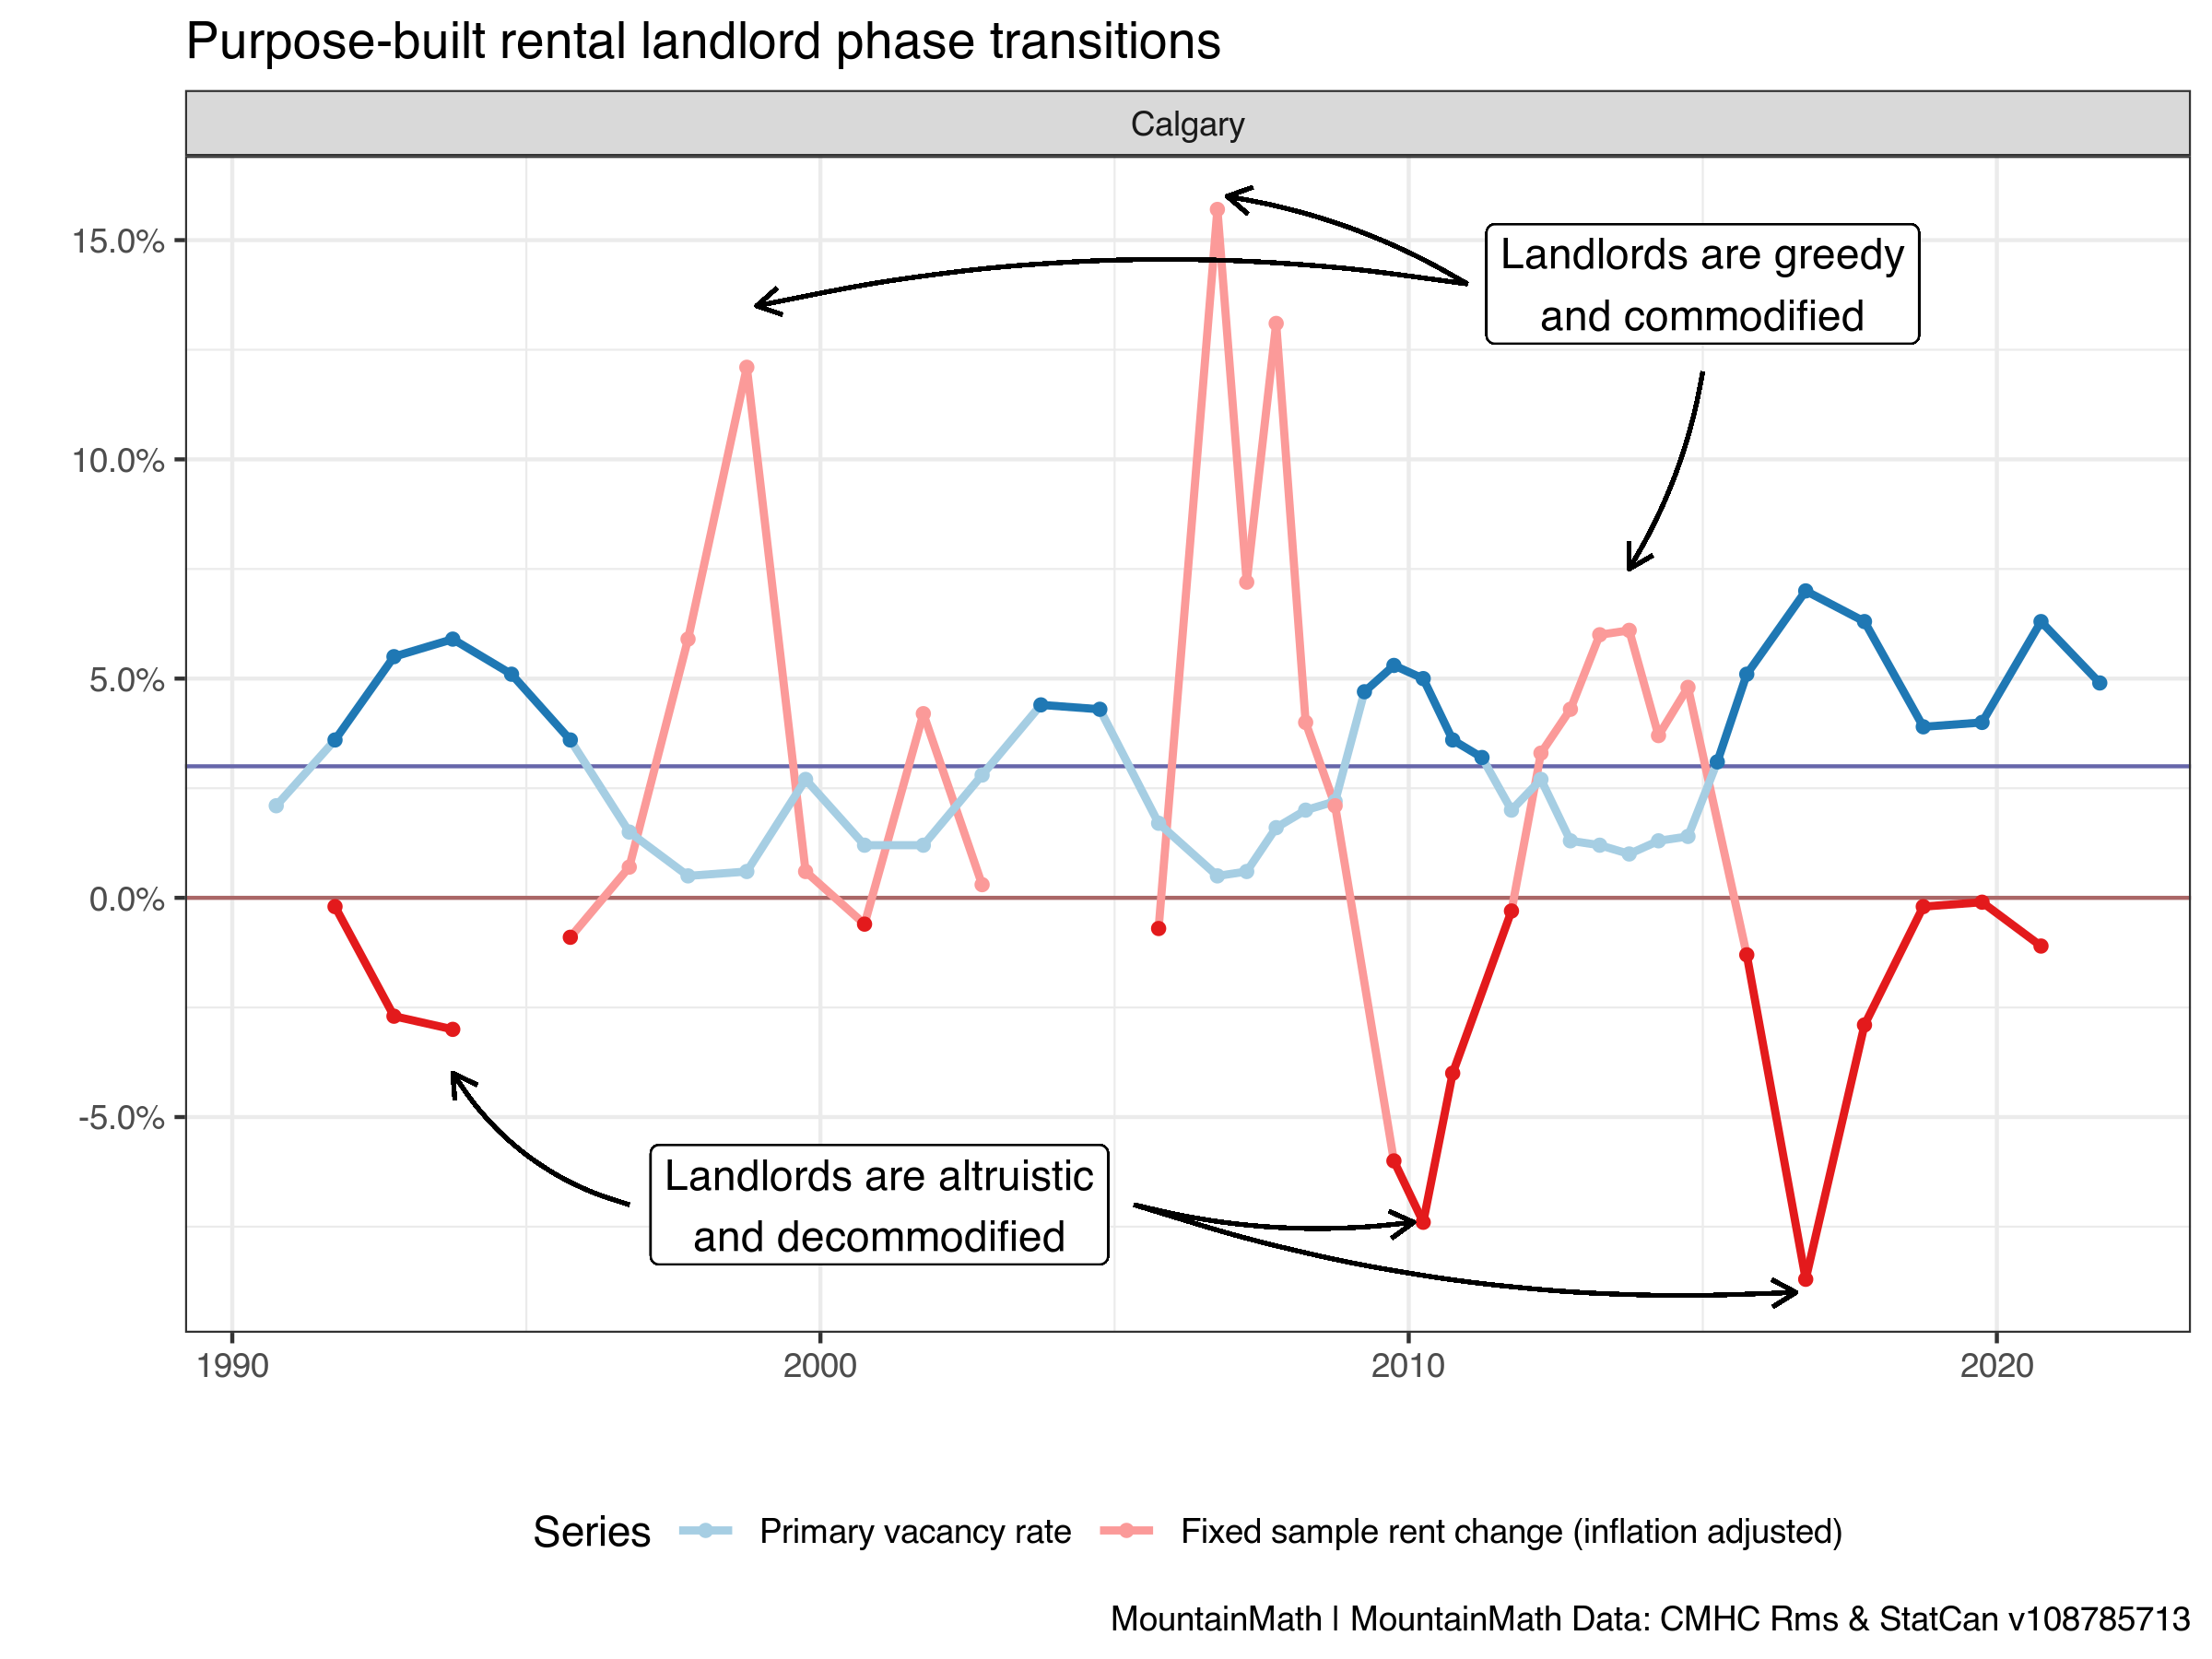 Purpose-built rental landlord phase transitions
Calgary
15.0%
10.0%
5.0%
0.0%
-5.0%
Landlords are greedy
and commodified
Landlords are altruistic
and decommodified
1990
2000
2010
2020
Series
Primary vacancy rate
Fixed sample rent change (inflation adjusted)
MountainMath | MountainMath Data: CMHC Rms & StatCan v108785713